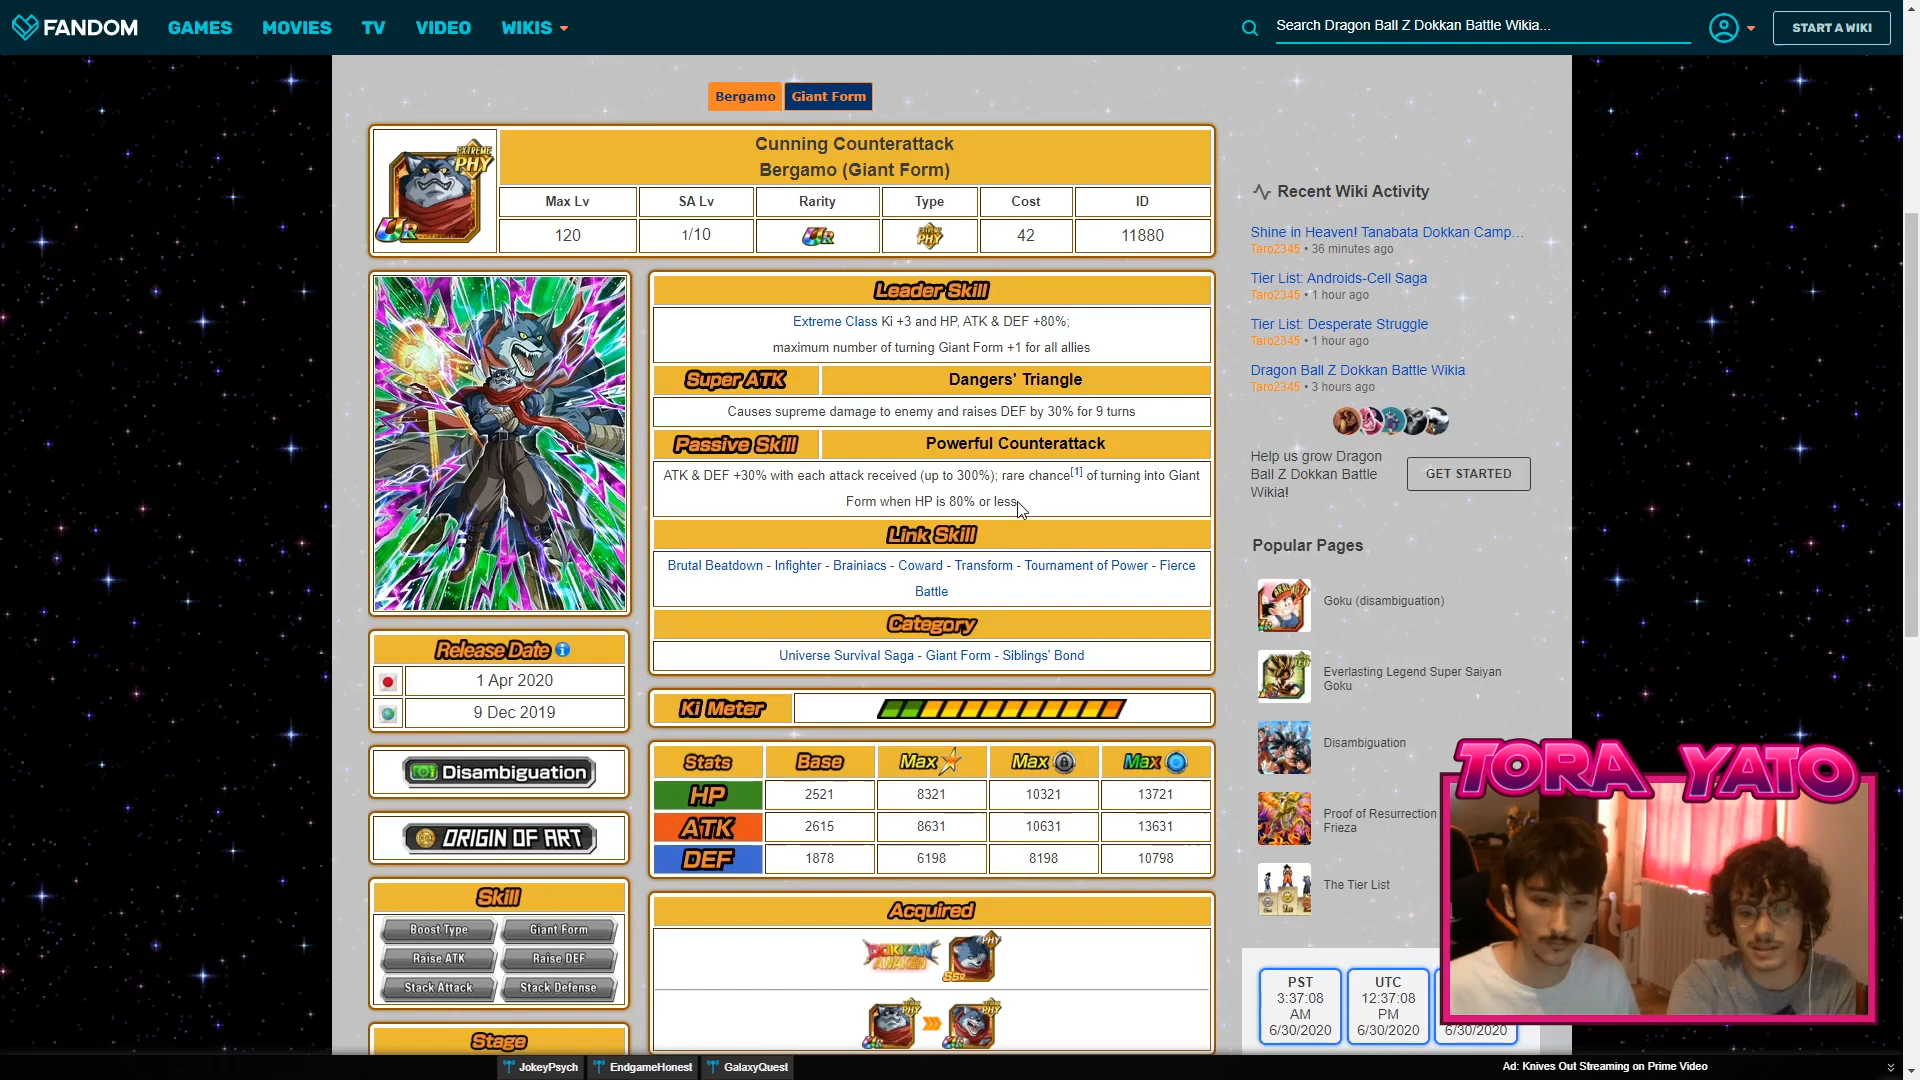 FANDOM GAMES MOVIES TV VIDEO WIKIS
Search Dragon Ball Z Dokkan Battle Wikia...
START A WIKI
Bergamo Giant Form
EXTREME PHY
UR
Cunning Counterattack
Bergamo (Giant Form)
Max Lv SA Lv Rarity Type Cost ID
120 1/10 UR PHY 42 11880
Leader Skill
Extreme Class Ki +3 and HP, ATK & DEF +80%;
maximum number of turning Giant Form +1 for all allies
Super ATK Dangers' Triangle
Causes supreme damage to enemy and raises DEF by 30% for 9 turns
Passive Skill Powerful Counterattack
ATK & DEF +30% with each attack received (up to 300%); rare chance[1] of turning into Giant
Form when HP is 80% or less
Link Skill
Brutal Beatdown - Infighter - Brainiacs - Coward - Transform - Tournament of Power - Fierce
Battle
Category
Universe Survival Saga - Giant Form - Siblings' Bond
Ki Meter
Stats Base Max Max Max
HP 2521 8321 10321 13721
ATK 2615 8631 10631 13631
DEF 1878 6198 8198 10798
Acquired
DOKKAN AWAKEN
PHY SSR
PHY UR PHY UR
Release Date
1 Apr 2020
9 Dec 2019
Disambiguation
ORIGIN OF ART
Skill
Boost Type Giant Form
Raise ATK Raise DEF
Stack Attack Stack Defense
Stage
Recent Wiki Activity
Shine in Heaven! Tanabata Dokkan Camp...
Taro2345 • 36 minutes ago
Tier List: Androids-Cell Saga
Taro2345 • 1 hour ago
Tier List: Desperate Struggle
Taro2345 • 1 hour ago
Dragon Ball Z Dokkan Battle Wikia
Taro2345 • 3 hours ago
Help us grow Dragon
Ball Z Dokkan Battle
Wikia!
GET STARTED
Popular Pages
Goku (disambiguation)
Everlasting Legend Super Saiyan
Goku
Disambiguation
Proof of Resurrection
Frieza
The Tier List
TORA YATO
PST
3:37:08
AM
6/30/2020
UTC
12:37:08
PM
6/30/2020
6/30/2020
JokeyPsych EndgameHonest GalaxyQuest
Ad: Knives Out Streaming on Prime Video